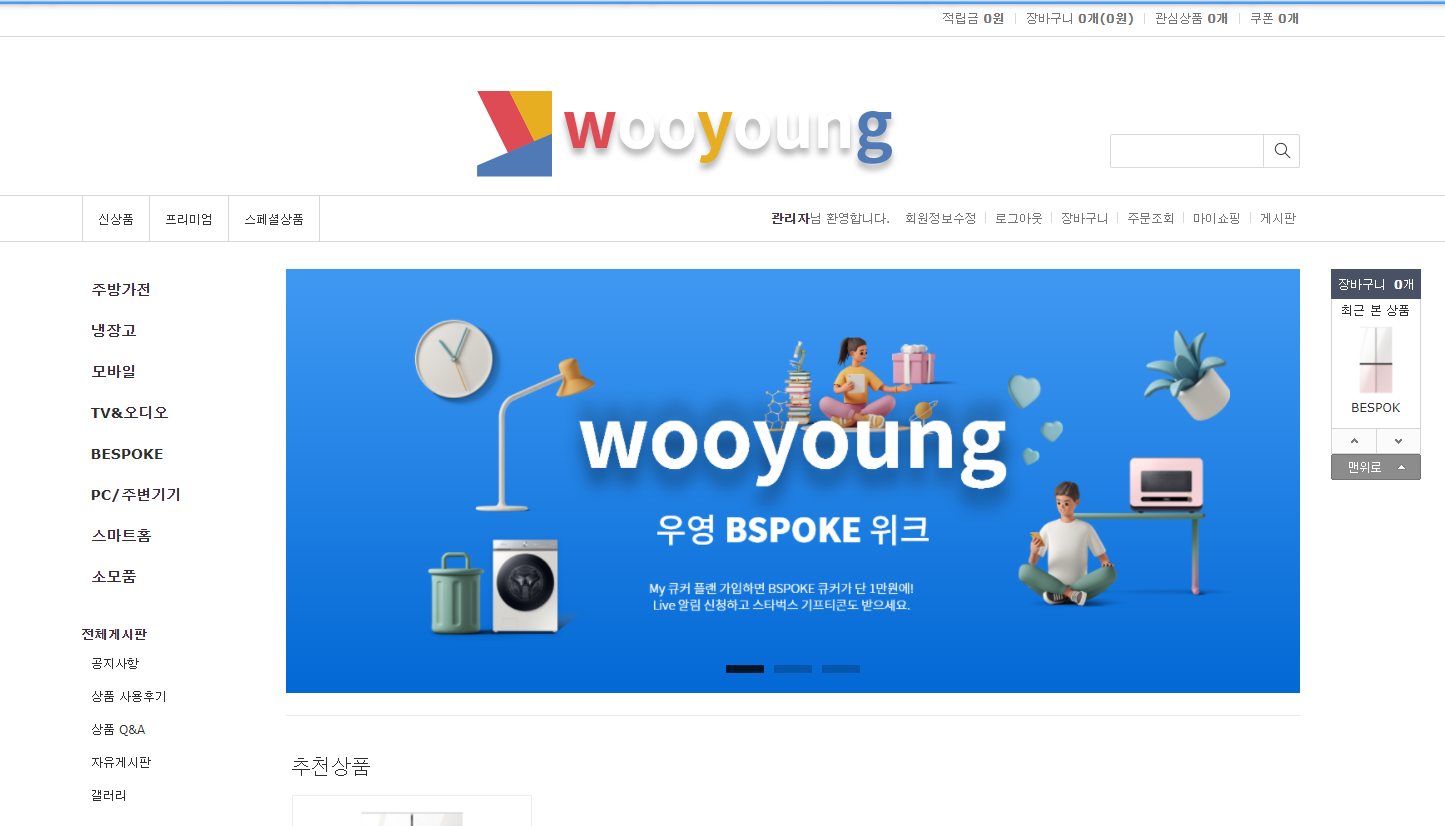 적립금 0원 장바구니 0개(0원) 관심상품 0개 쿠폰 0개
wooyoung
신상품 프리미엄 스페셜상품 관리자님 환영합니다. 회원정보수정 로그아웃 장바구니 주문조회 마이쇼핑 게시판
주방가전
냉장고
모바일
TV&오디오
BESPOKE
PC/주변기기
스마트홈
소모품
전체게시판
공지사항
상품 사용후기
상품 Q&A
자유게시판
갤러리
wooyoung
우영 BSPOKE 위크
My 큐커 플랜 가입하면 BSPOKE 큐커가 단 1만원에!
Live 알림 신청하고 스타벅스 기프티콘도 받으세요.
장바구니 0개
최근 본 상품
BESPOK
맨위로
추천상품